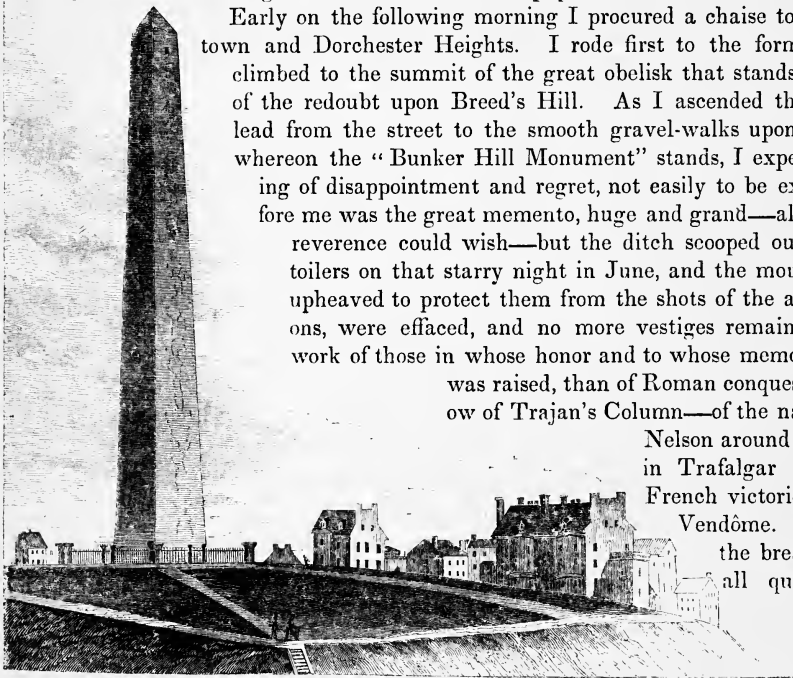 Early on the following morning I procured a chaise to
town and Dorchester Heights. I rode first to the form
climbed to the summit of the great obelisk that stands
of the redoubt upon Breed's Hill. As I ascended th
lead from the street to the smooth gravel-walks upon
whereon the “ Bunker Hill Monument” stands, I expe
ing of disappointment and regret, not easily to be ex
fore me was the great memento, huge and grand—al
reverence could wish—but the ditch scooped ou
toilers on that starry night in June, and the mou
upheaved to protect them from the shots of the a
ons, were effaced, and no more vestiges remain
work of those in whose honor and to whose memo
was raised, than of Roman conques
ow of Trajan's Column—of the na
Nelson around
in Trafalgar
French victori
Vendôme.
the brea
all qu